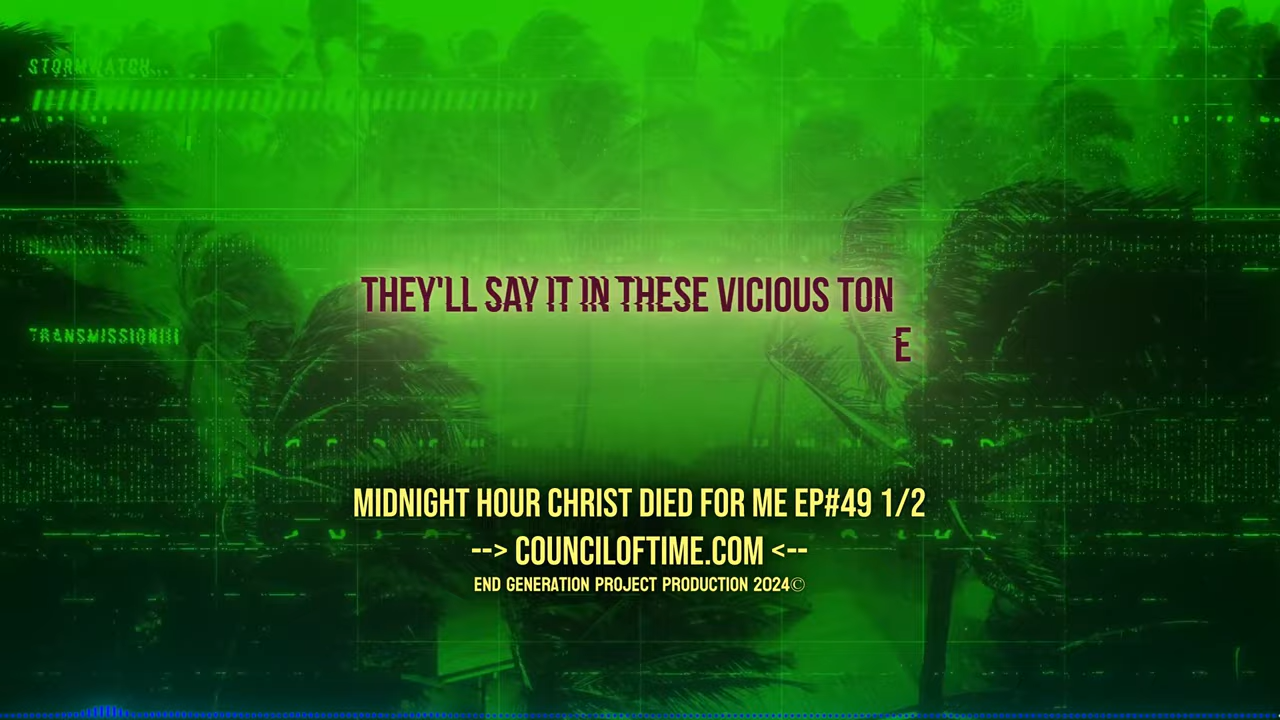 STORMWATCH...
TRANSMISSION!!!
THEY'LL SAY IT IN THESE VICIOUS TON
E
MIDNIGHT HOUR CHRIST DIED FOR ME EP#49 1/2
--> COUNCILOFTIME.COM <--
END GENERATION PROJECT PRODUCTION 2024©